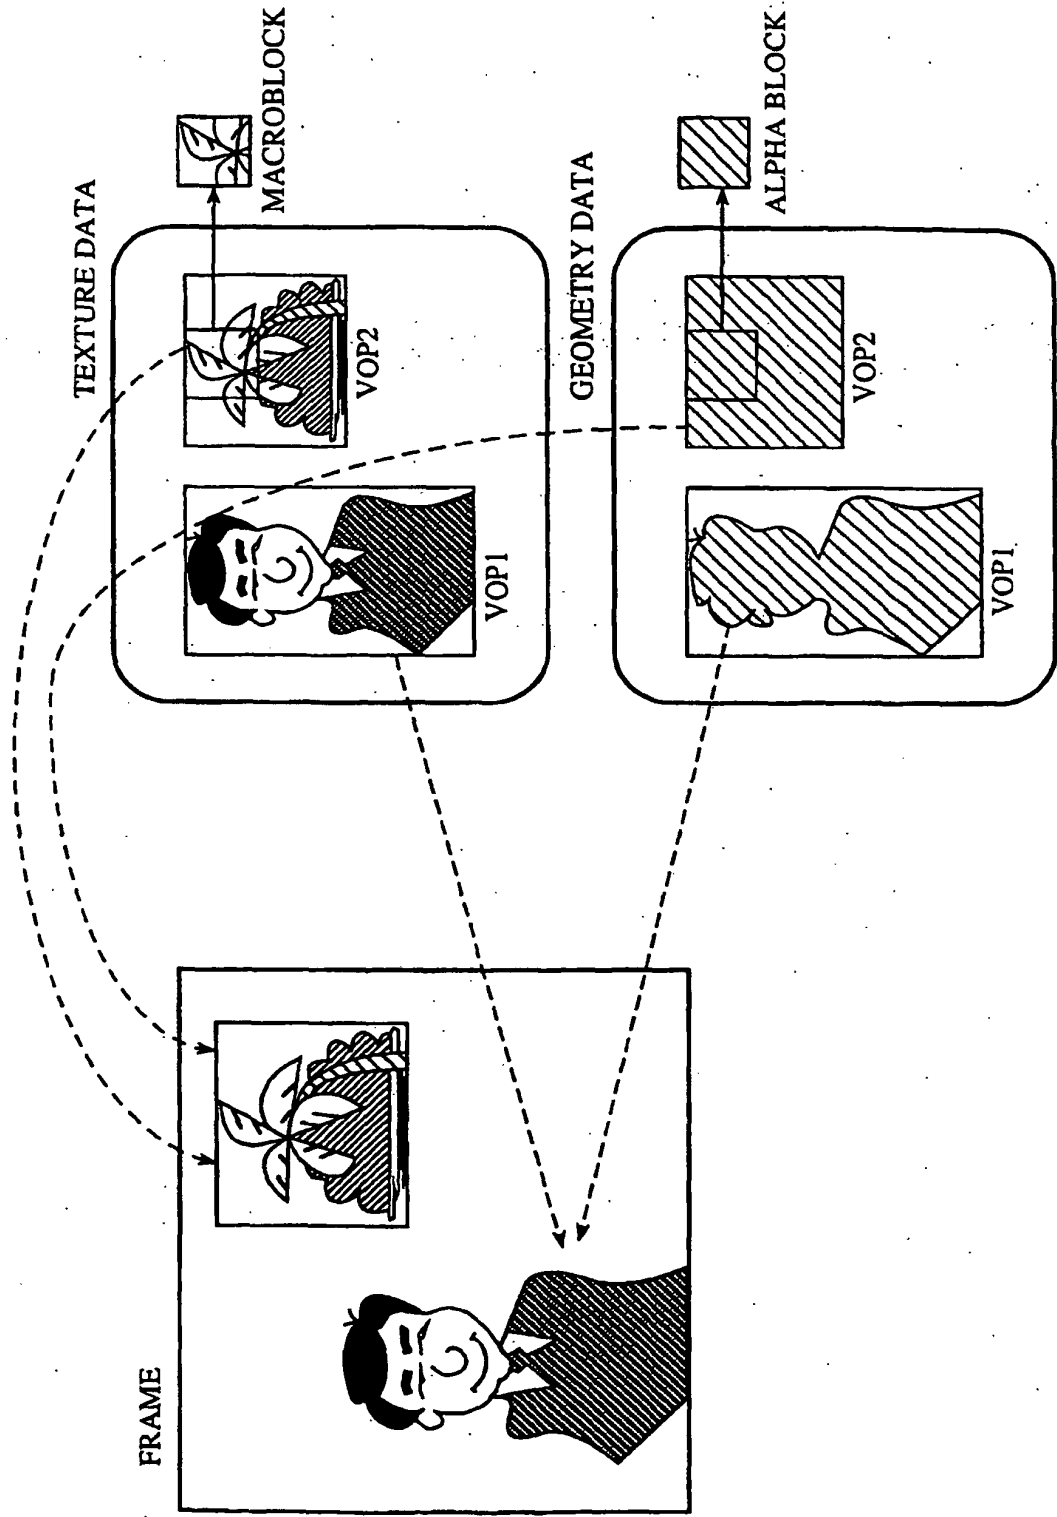 FRAME
TEXTURE DATA
VOP1
VOP2
MACROBLOCK
GEOMETRY DATA
VOP1
VOP2
ALPHA BLOCK